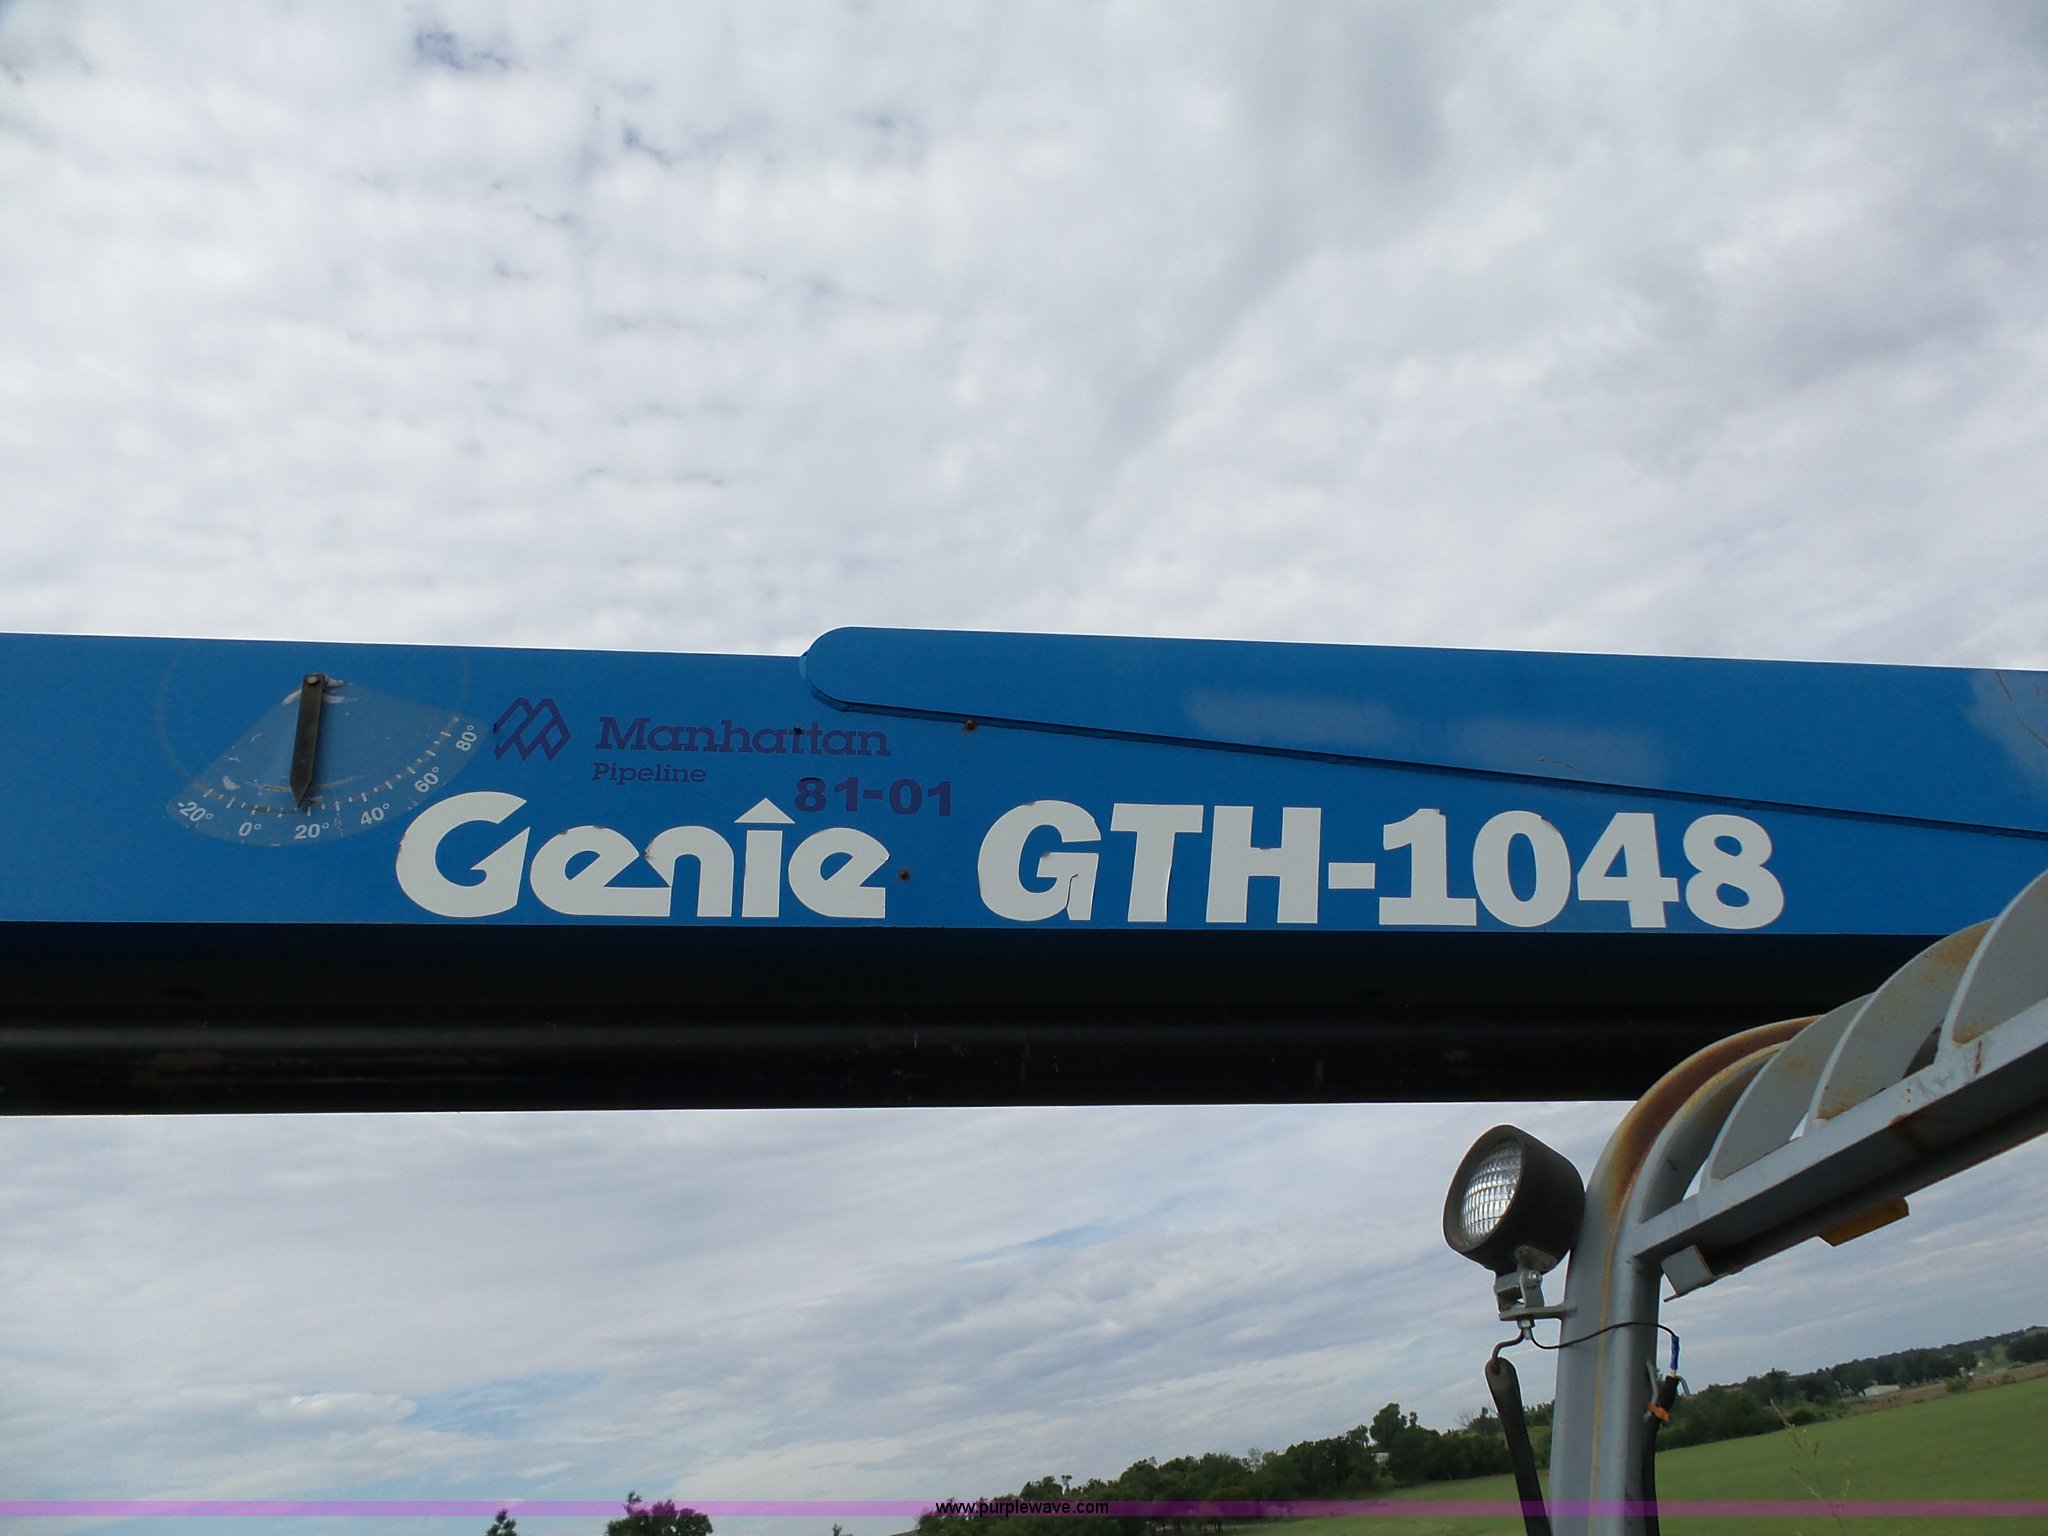 Manhattan
Pipeline
81-01
Genie GTH-1048
-20° 0° 20° 40° 60° 80°
www.purplewave.com